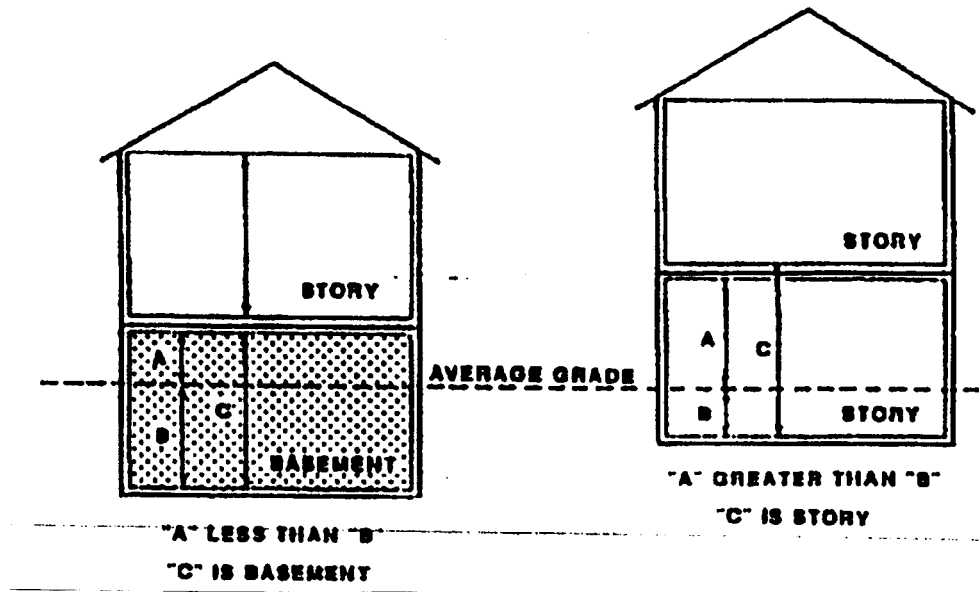 STORY
A
C
B
BASEMENT
"A" LESS THAN "B"
"C" IS BASEMENT
AVERAGE GRADE
STORY
A
C
B
STORY
"A" GREATER THAN "B"
"C" IS STORY